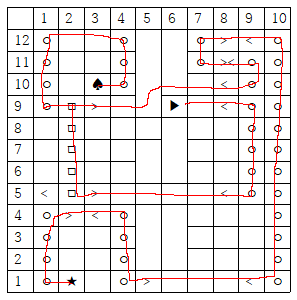 1 2 3 4 5 6 7 8 9 10
12 ○ ○ ○ > < ○
11 ○ ○ ○ >< ○ ○
10 ○ ♠ ○ < ○ ○
9 ○ □ > ▶ < ○ ○
8 □ ○ ○
7 □ ○ ○
6 □ ○ ○
5 < □ > < ○ ○
4 ○ > < ○ ○
3 ○ ○ ○
2 ○ ○ ○
1 ○ ★ ○ > < ○